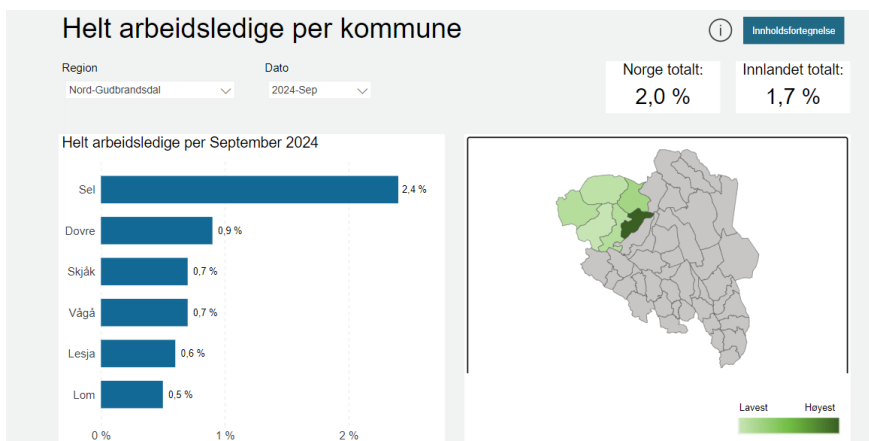 Helt arbeidsledige per kommune
i
Innholdsfortegnelse
Region
Dato
Nord-Gudbrandsdal
2024-Sep
Norge totalt:
2,0 %
Innlandet totalt:
1,7 %
Helt arbeidsledige per September 2024
Sel 2,4 %
Dovre 0,9 %
Skjåk 0,7 %
Vågå 0,7 %
Lesja 0,6 %
Lom 0,5 %
0 % 1 % 2 %
Lavest Høyest